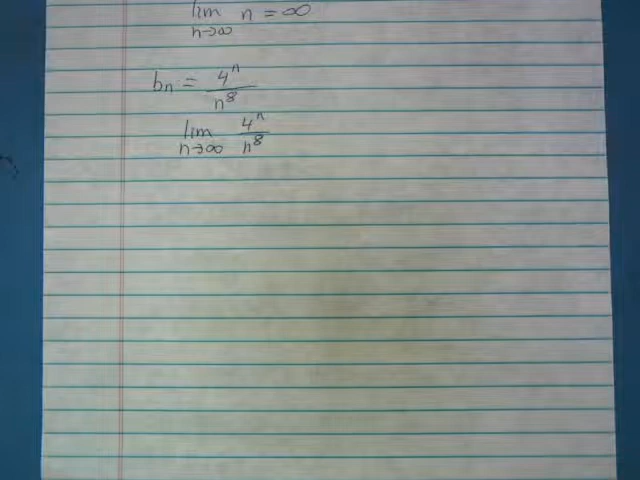 lim n = ∞
n→∞
bn = 4^n / n^8
lim 4^n / n^8
n→∞